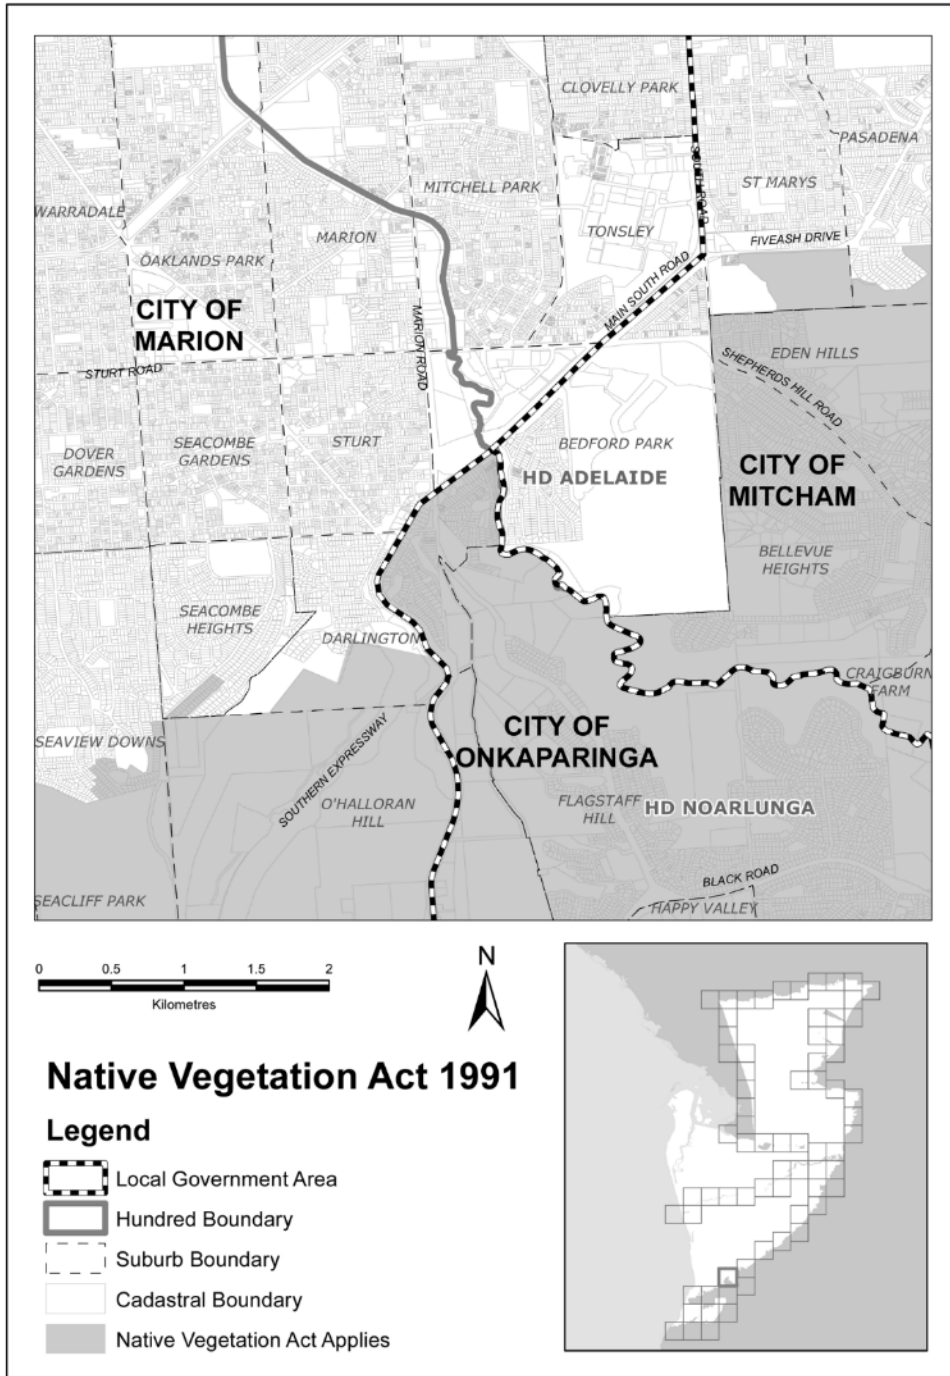 CLOVELLY PARK
PASADENA
SOUTH ROAD
MITCHELL PARK
ST MARYS
WARRADALE
MARION
TONSLEY
FIVEASH DRIVE
OAKLANDS PARK
MAIN SOUTH ROAD
CITY OF
MARION
MARION ROAD
EDEN HILLS
STURT ROAD
SHEPHERDS HILL ROAD
DOVER
GARDENS
SEACOMBE
GARDENS
STURT
BEDFORD PARK
HD ADELAIDE
CITY OF
MITCHAM
BELLEVUE
HEIGHTS
SEACOMBE
HEIGHTS
DARLINGTON
CRAIGBURN
FARM
SEAVIEW DOWNS
CITY OF
ONKAPARINGA
SOUTHERN EXPRESSWAY
O'HALLORAN
HILL
FLAGSTAFF
HILL
HD NOARLUNGA
BLACK ROAD
SEACLIFF PARK
HAPPY VALLEY
0 0.5 1 1.5 2
Kilometres
N
Native Vegetation Act 1991
Legend
Local Government Area
Hundred Boundary
Suburb Boundary
Cadastral Boundary
Native Vegetation Act Applies